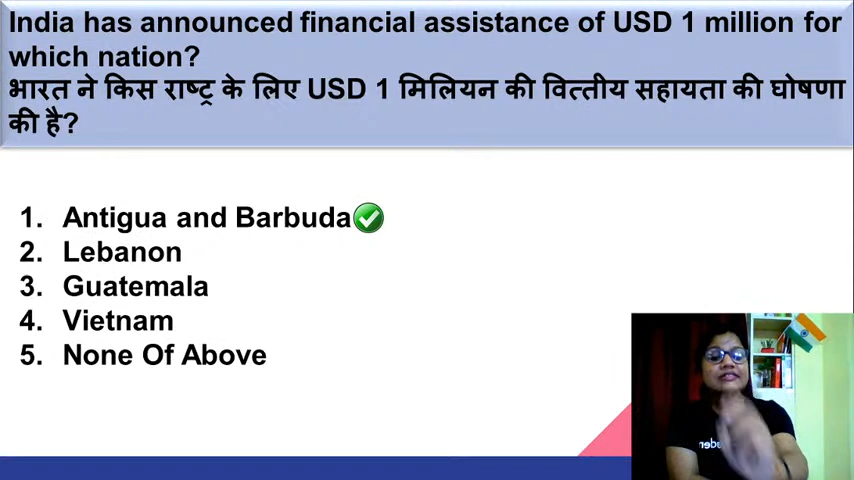 India has announced financial assistance of USD 1 million for
which nation?
भारत ने किस राष्ट्र के लिए USD 1 मिलियन की वित्तीय सहायता की घोषणा
की है?
1. Antigua and Barbuda
2. Lebanon
3. Guatemala
4. Vietnam
5. None Of Above